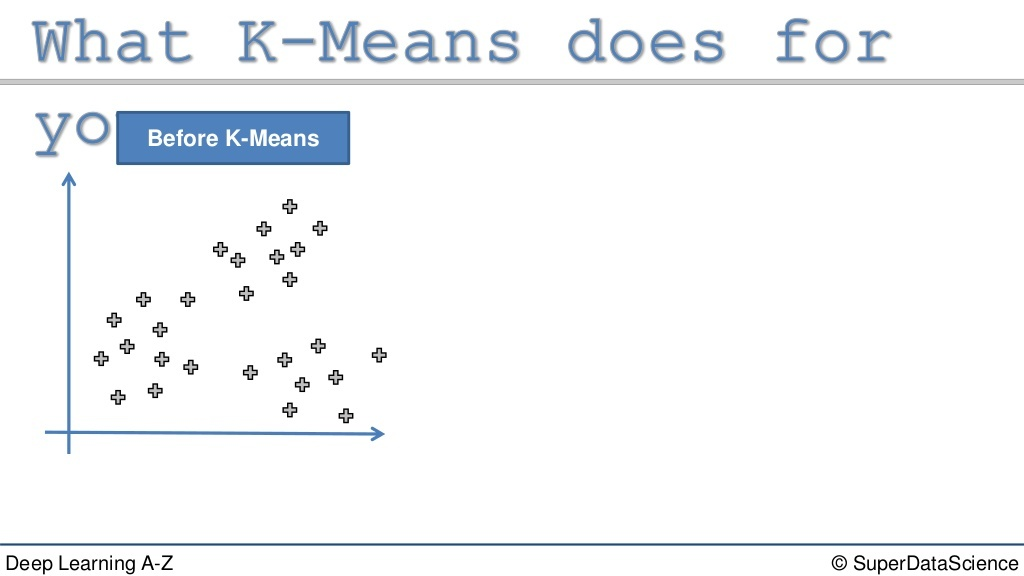 What K-Means does for
yo
Before K-Means
Deep Learning A-Z
© SuperDataScience